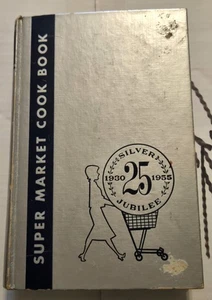 SUPER MARKET COOK BOOK
SILVER
1930 25 1955
JUBILEE